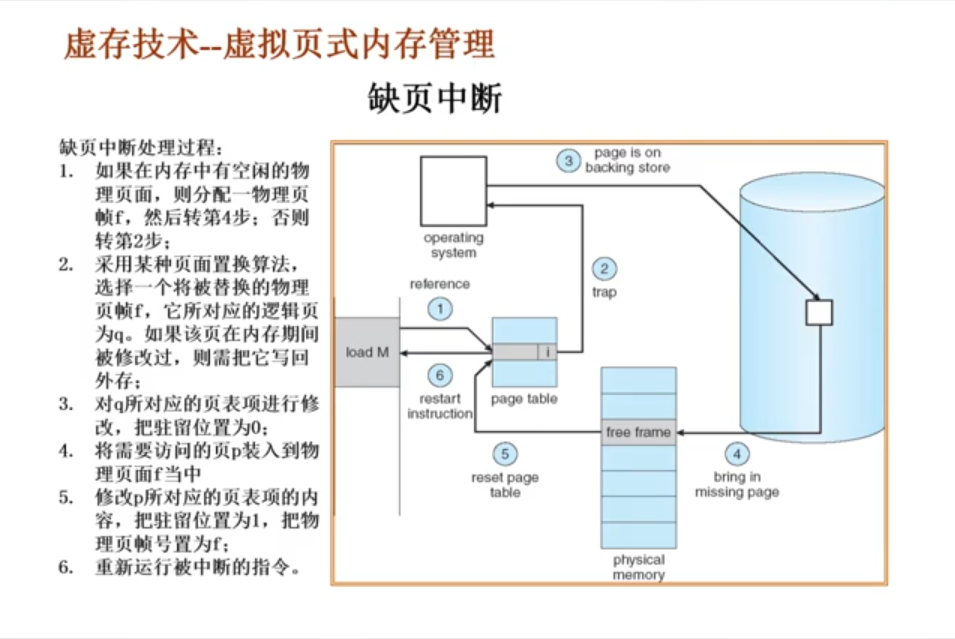 虚存技术--虚拟页式内存管理
缺页中断
缺页中断处理过程:
1. 如果在内存中有空闲的物
理页面,则分配一物理页
帧f,然后转第4步;否则
转第2步;
2. 采用某种页面置换算法,
选择一个将被替换的物理
页帧f,它所对应的逻辑页
为q。如果该页在内存期间
被修改过,则需把它写回
外存;
3. 对q所对应的页表项进行修
改,把驻留位置为0;
4. 将需要访问的页p装入到物
理页面f当中
5. 修改p所对应的页表项的内
容,把驻留位置为1,把物
理页帧号置为f;
6. 重新运行被中断的指令。
3
page is on
backing store
operating
system
2
trap
reference
1
load M
i
6
restart
instruction
page table
free frame
5
reset page
table
4
bring in
missing page
physical
memory